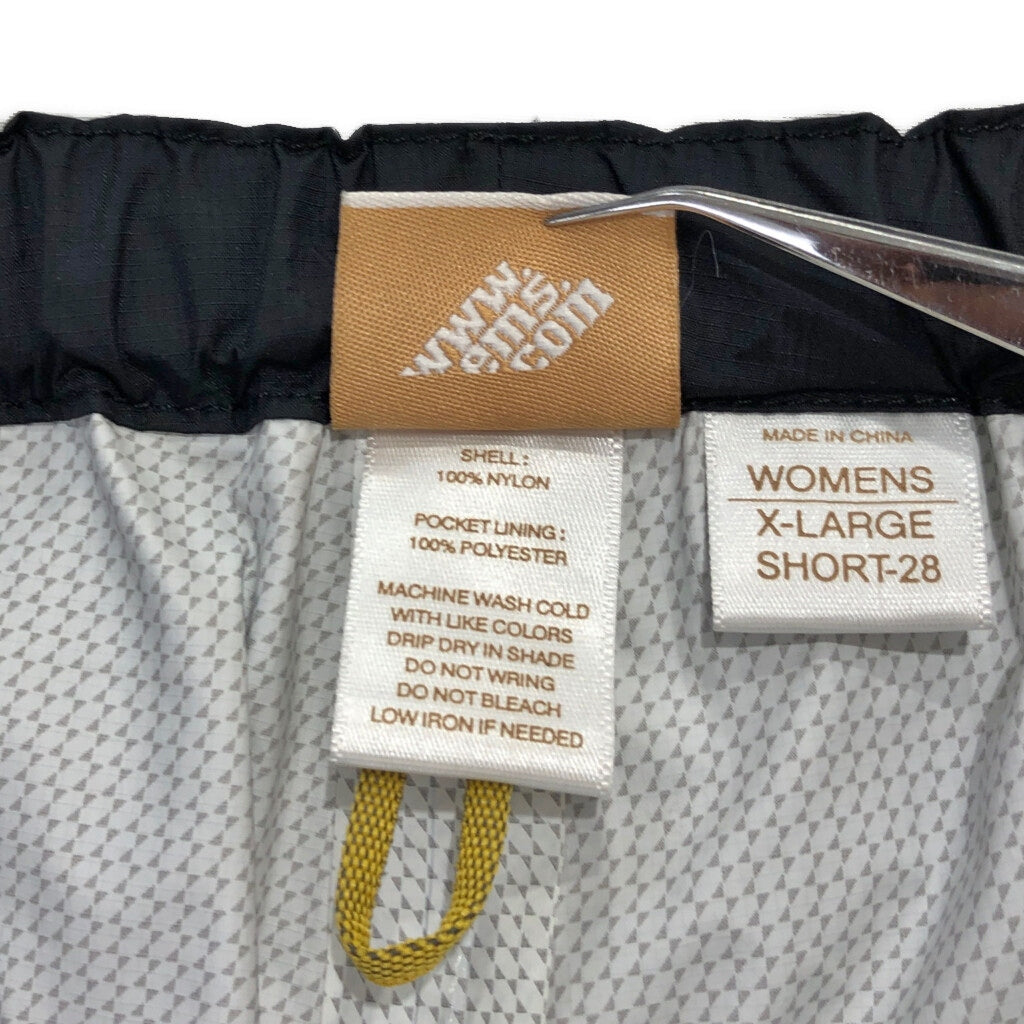 www.
ems.
com
SHELL:
100% NYLON
POCKET LINING:
100% POLYESTER
MACHINE WASH COLD
WITH LIKE COLORS
DRIP DRY IN SHADE
DO NOT WRING
DO NOT BLEACH
LOW IRON IF NEEDED
MADE IN CHINA
WOMENS
X-LARGE
SHORT-28